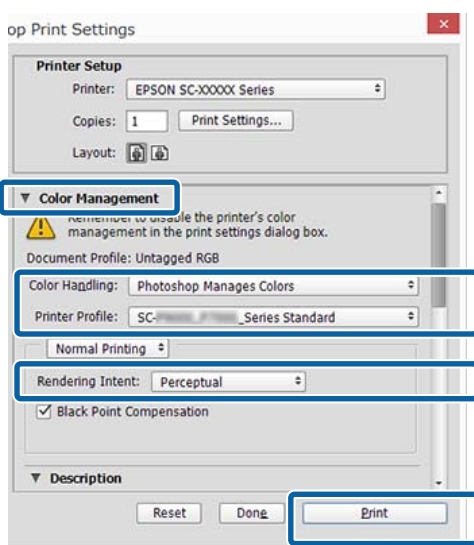 op Print Settings
Printer Setup
Printer: EPSON SC-XXXXX Series
Copies: 1 Print Settings...
Layout:
Color Management
Remember to disable the printer's color
management in the print settings dialog box.
Document Profile: Untagged RGB
Color Handling: Photoshop Manages Colors
Printer Profile: SC- _Series Standard
Normal Printing
Rendering Intent: Perceptual
Black Point Compensation
Description
Reset Done Print